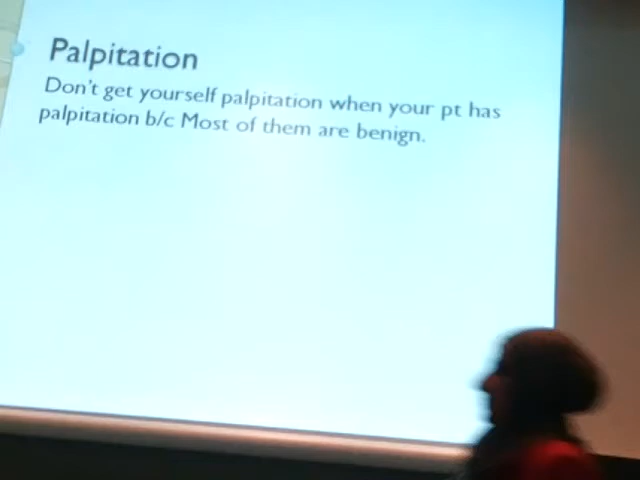 Palpitation
Don't get yourself palpitation when your pt has
palpitation b/c Most of them are benign.